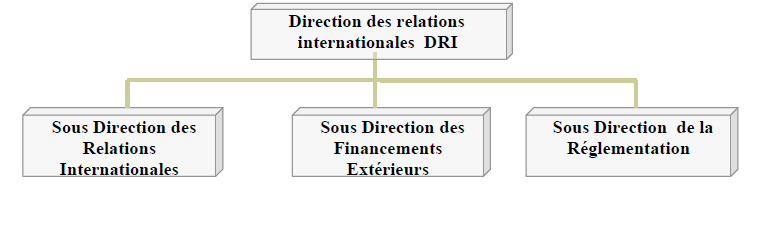 Direction des relations
internationales DRI
Sous Direction des
Relations
Internationales
Sous Direction des
Financements
Extérieurs
Sous Direction de la
Réglementation